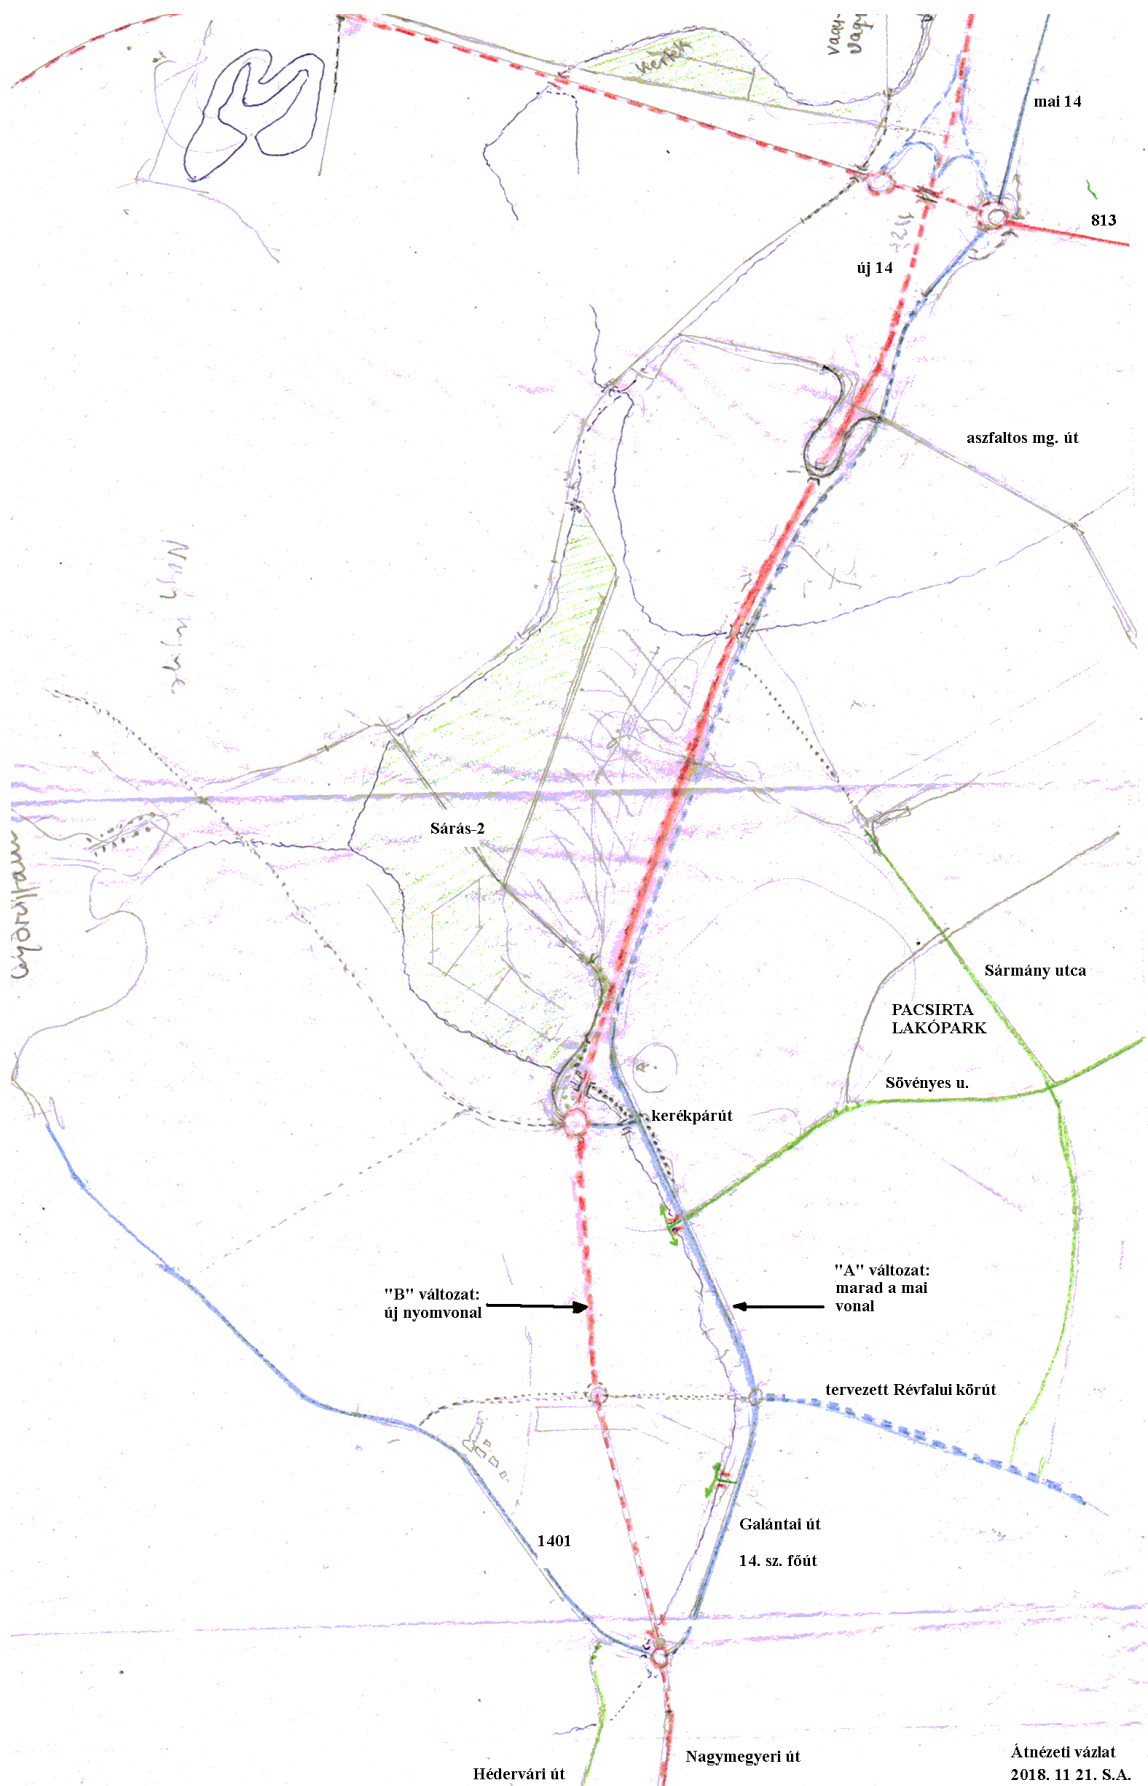 kertek
mai 14
813
új 14
aszfaltos mg. út
Sárás-2
Sármány utca
PACSIRTA
LAKÓPARK
Sövényes u.
kerékpárút
"A" változat:
marad a mai
vonal
"B" változat:
új nyomvonal
tervezett Révfalui körút
Galántai út
14. sz. főút
1401
Nagymegyeri út
Hédervári út
Átnézeti vázlat
2018. 11 21. S.A.